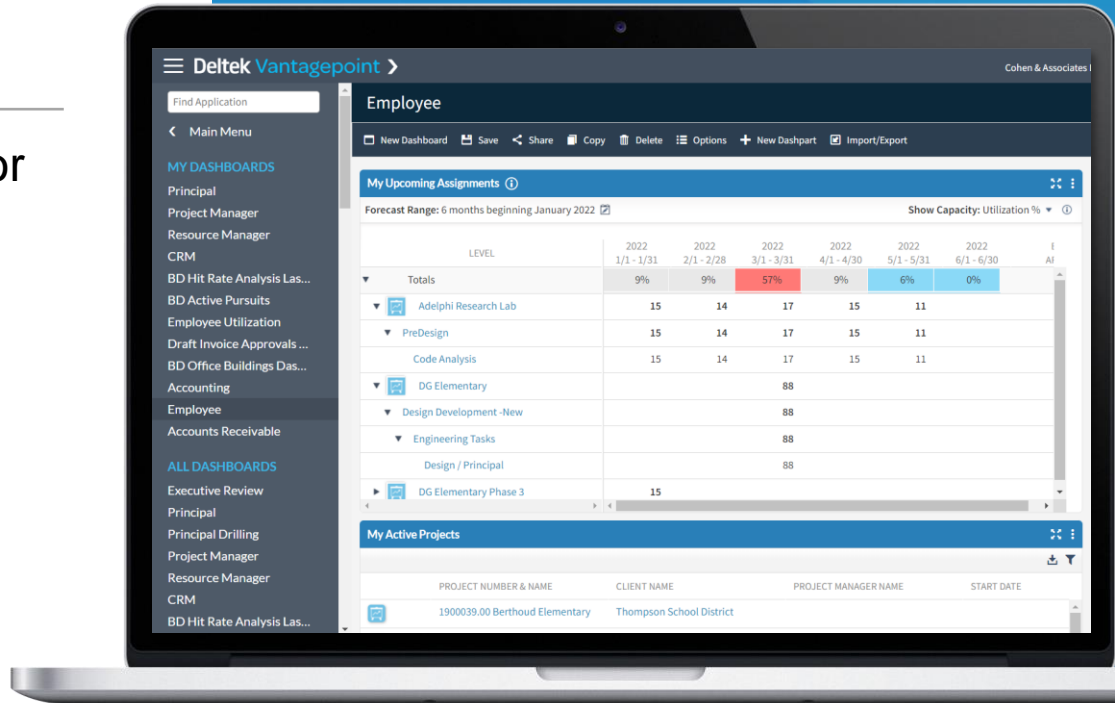 or
Deltek Vantagepoint
Cohen & Associates
Find Application
Main Menu
MY DASHBOARDS
Principal
Project Manager
Resource Manager
CRM
BD Hit Rate Analysis Las...
BD Active Pursuits
Employee Utilization
Draft Invoice Approvals ...
BD Office Buildings Das...
Accounting
Employee
Accounts Receivable
ALL DASHBOARDS
Executive Review
Principal
Principal Drilling
Project Manager
Resource Manager
CRM
BD Hit Rate Analysis Las...
Employee
New Dashboard Save Share Copy Delete Options New Dashpart Import/Export
My Upcoming Assignments
Forecast Range: 6 months beginning January 2022 Show Capacity: Utilization %
LEVEL 2022 2022 2022 2022 2022 2022
1/1 - 1/31 2/1 - 2/28 3/1 - 3/31 4/1 - 4/30 5/1 - 5/31 6/1 - 6/30
Totals 9% 9% 57% 9% 6% 0%
Adelphi Research Lab 15 14 17 15 11
PreDesign 15 14 17 15 11
Code Analysis 15 14 17 15 11
DG Elementary 88
Design Development -New 88
Engineering Tasks 88
Design / Principal 88
DG Elementary Phase 3 15
My Active Projects
PROJECT NUMBER & NAME CLIENT NAME PROJECT MANAGER NAME START DATE
1900039.00 Berthoud Elementary Thompson School District